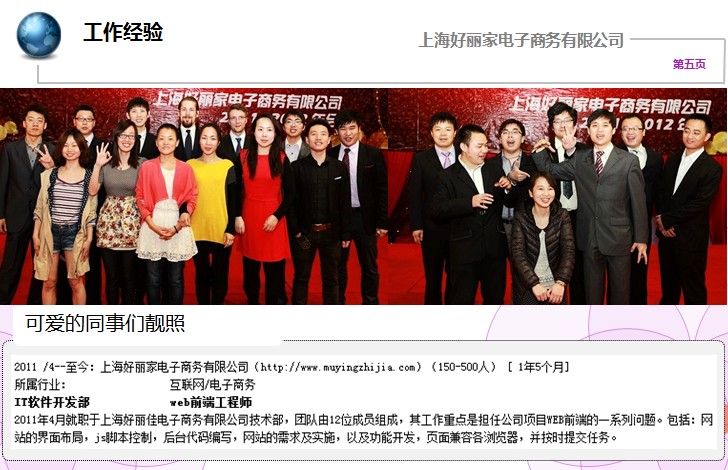 工作经验
上海好丽家电子商务有限公司
第五页
上海好丽家电子商务有限公司
上海好丽家电子商务有限公司
012
可爱的同事们靓照
2011 /4--至今：上海好丽家电子商务有限公司（http://www.muyingzhijia.com）(150-500人） [ 1年5个月]
所属行业： 互联网/电子商务
IT软件开发部 web前端工程师
2011年4月就职于上海好丽佳电子商务有限公司技术部，团队由12位成员组成，其工作重点是担任公司项目WEB前端的一系列问题。包括：网
站的界面布局，js脚本控制，后台代码编写，网站的需求及实施，以及功能开发，页面兼容各浏览器，并按时提交任务。